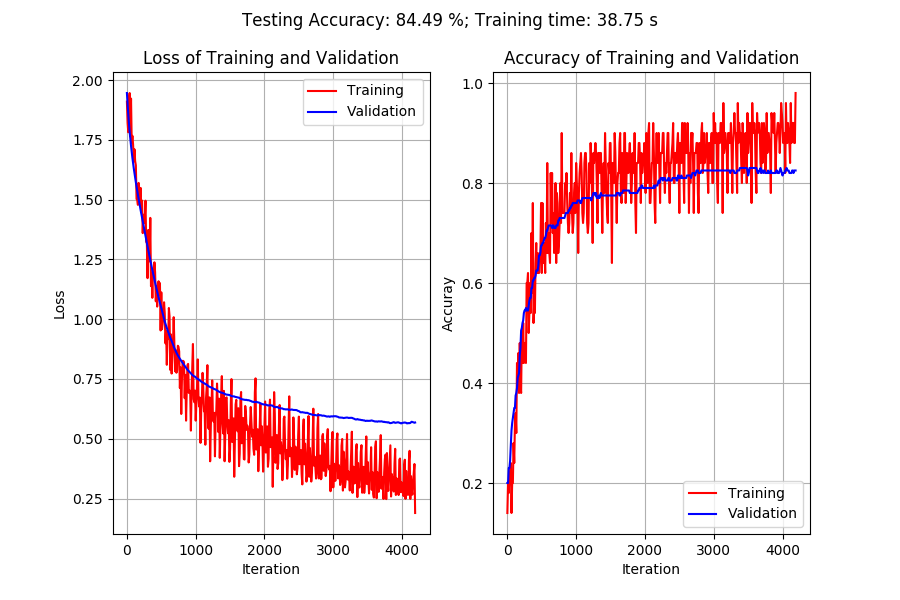 Testing Accuracy: 84.49 %; Training time: 38.75 s
Loss of Training and Validation
Loss
2.00
1.75
1.50
1.25
1.00
0.75
0.50
0.25
0 1000 2000 3000 4000
Iteration
Training
Validation
Accuracy of Training and Validation
Accuray
1.0
0.8
0.6
0.4
0.2
0 1000 2000 3000 4000
Iteration
Training
Validation